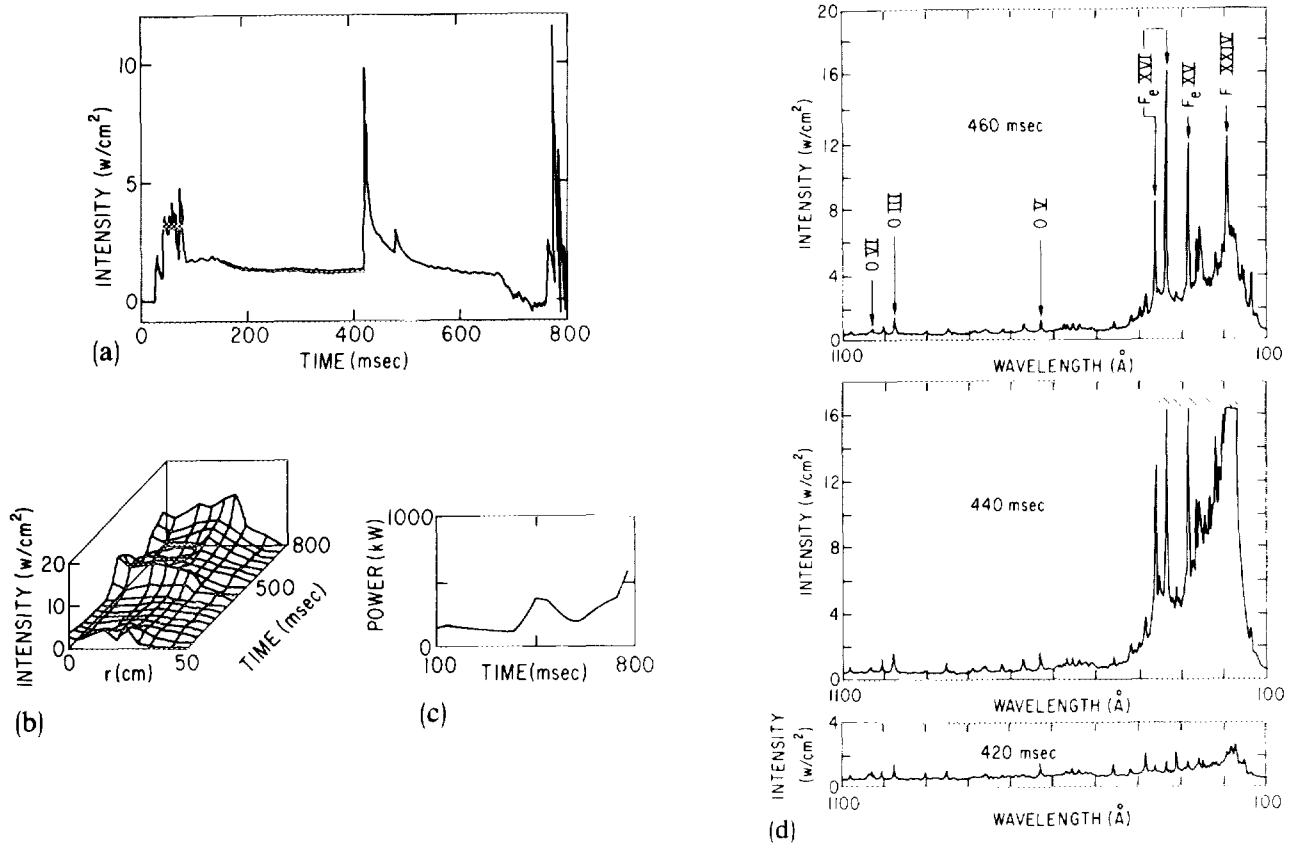 INTENSITY (w/cm²)
10
5
0
0 200 400 600 800
TIME (msec)
(a)
INTENSITY (w/cm²)
20
10
0
0 50
r (cm)
TIME (msec)
500
800
(b)
POWER (kW)
1000
0
100 800
TIME (msec)
(c)
INTENSITY (w/cm²)
20
16
12
8
4
0
460 msec
O VI
O III
O V
Fe XVI
Fe XV
F XXIV
1100 100
WAVELENGTH (Å)
INTENSITY (w/cm²)
16
12
8
4
0
440 msec
1100 100
WAVELENGTH (Å)
INTENSITY
(w/cm²)
4
0
420 msec
1100 100
WAVELENGTH (Å)
(d)